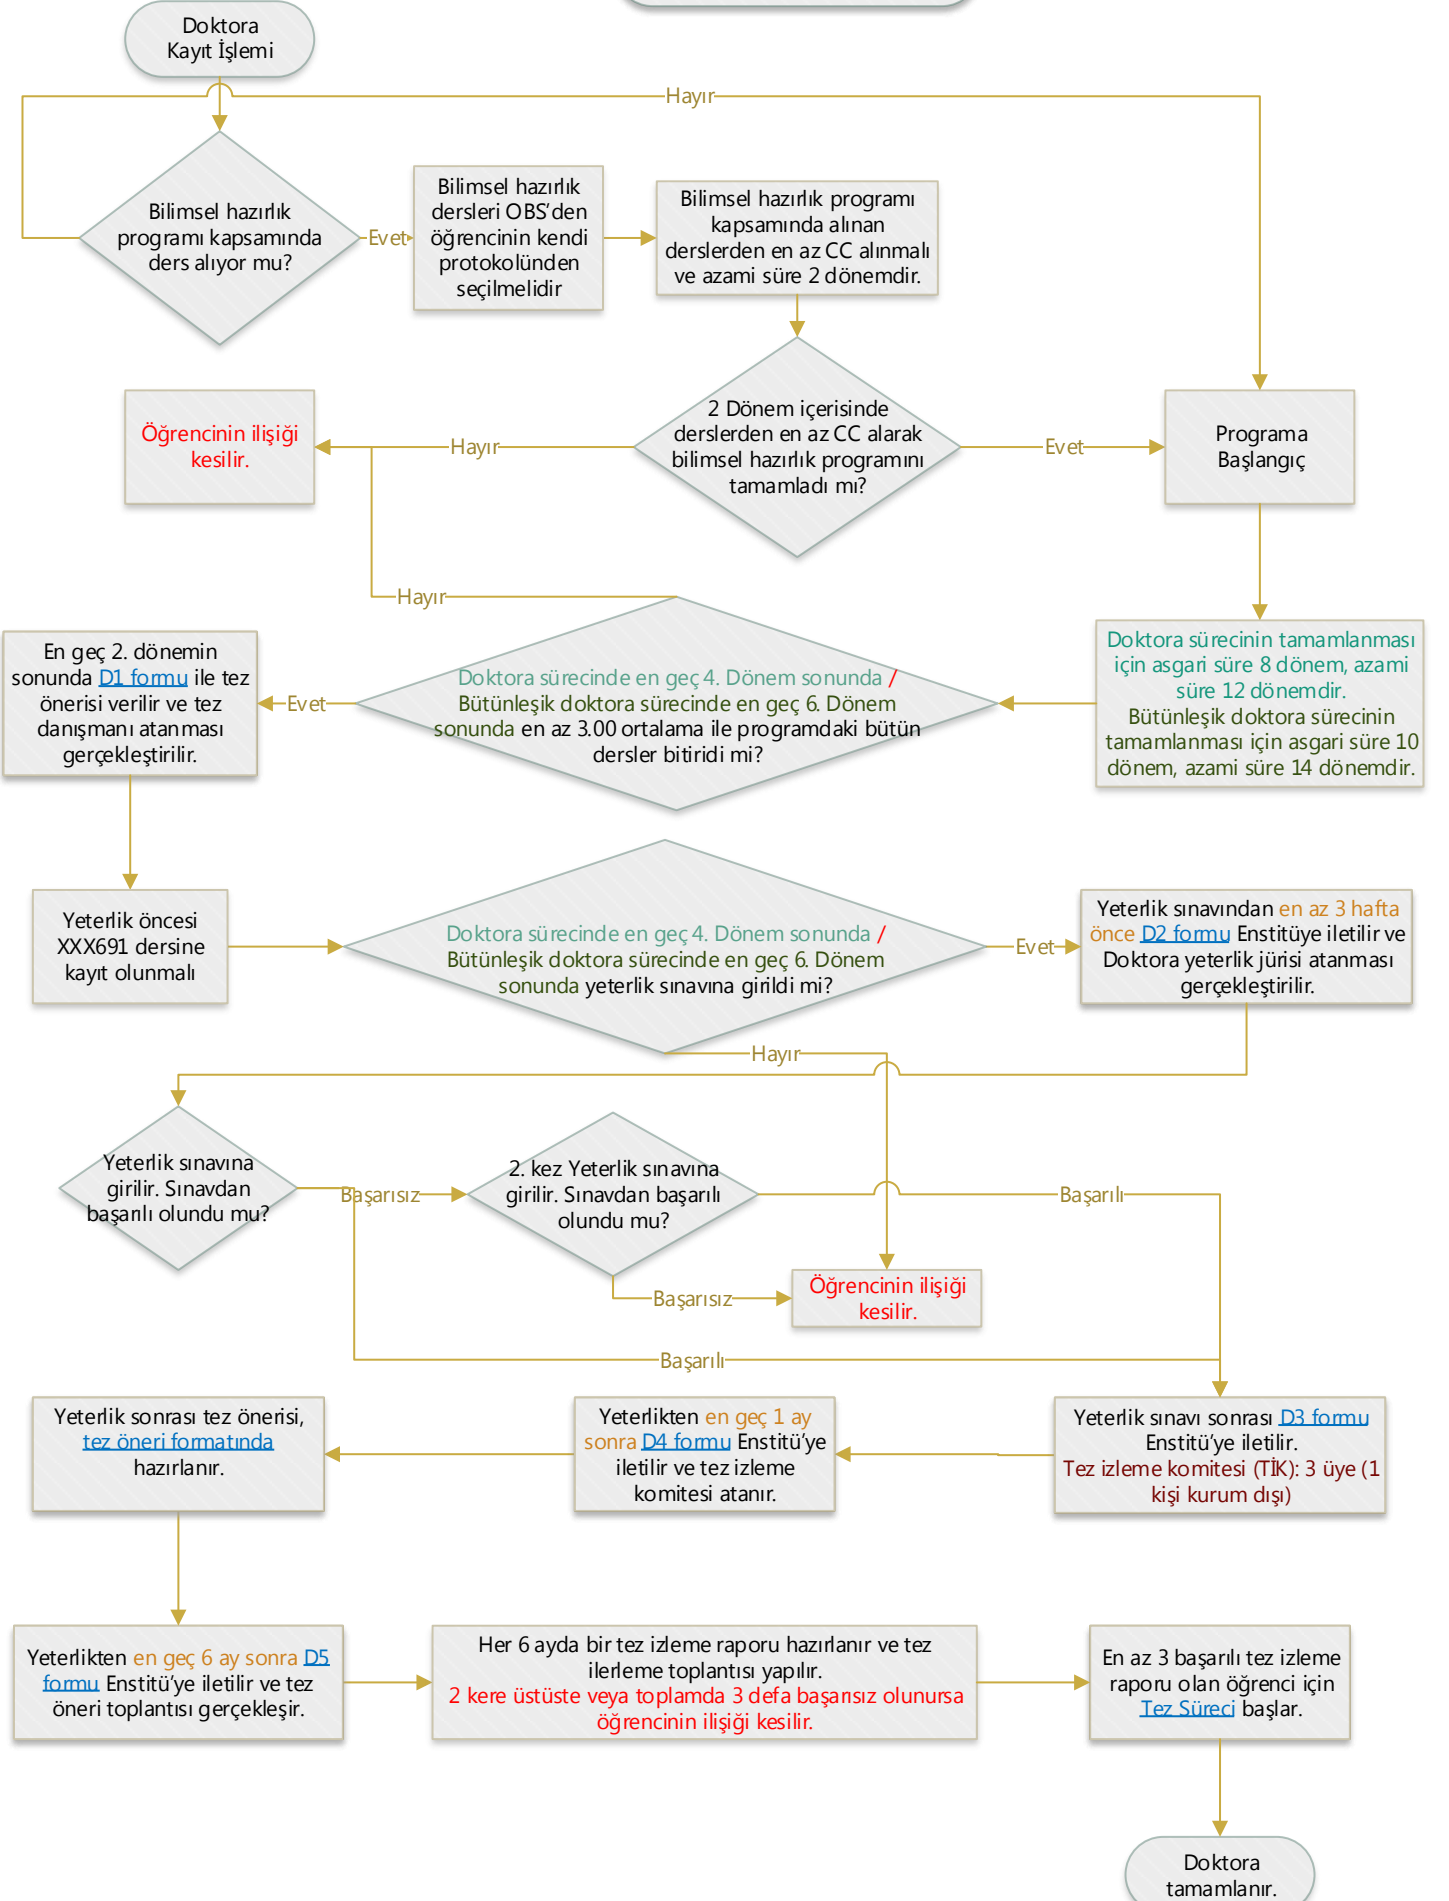 Doktora
Kayıt İşlemi
Hayır
Bilimsel hazırlık
programı kapsamında
ders alıyor mu?
Evet
Bilimsel hazırlık
dersleri OBS'den
öğrencinin kendi
protokolünden
seçilmelidir
Bilimsel hazırlık programı
kapsamında alınan
derslerden en az CC alınmalı
ve azami süre 2 dönemdir.
Öğrencinin ilişiği
kesilir.
Hayır
2 Dönem içerisinde
derslerden en az CC alarak
bilimsel hazırlık programını
tamamladı mı?
Evet
Programa
Başlangıç
Hayır
En geç 2. dönemin
sonunda D1 formu ile tez
önerisi verilir ve tez
danışmanı atanması
gerçekleştirilir.
Evet
Doktora sürecinde en geç 4. Dönem sonunda /
Bütünleşik doktora sürecinde en geç 6. Dönem
sonunda en az 3.00 ortalama ile programdaki bütün
dersler bitiridi mi?
Doktora sürecinin tamamlanması
için asgari süre 8 dönem, azami
süre 12 dönemdir.
Bütünleşik doktora sürecinin
tamamlanması için asgari süre 10
dönem, azami süre 14 dönemdir.
Yeterlik öncesi
XXX691 dersine
kayıt olunmalı
Doktora sürecinde en geç 4. Dönem sonunda /
Bütünleşik doktora sürecinde en geç 6. Dönem
sonunda yeterlik sınavına girildi mi?
Evet
Yeterlik sınavından en az 3 hafta
önce D2 formu Enstitüye iletilir ve
Doktora yeterlik jürisi atanması
gerçekleştirilir.
Hayır
Yeterlik sınavına
girilir. Sınavdan
başarılı olundu mu?
Başarısız
2. kez Yeterlik sınavına
girilir. Sınavdan başarılı
olundu mu?
Başarılı
Başarısız
Öğrencinin ilişiği
kesilir.
Başarılı
Yeterlik sonrası tez önerisi,
tez öneri formatında
hazırlanır.
Yeterlikten en geç 1 ay
sonra D4 formu Enstitü'ye
iletilir ve tez izleme
komitesi atanır.
Yeterlik sınavı sonrası D3 formu
Enstitü'ye iletilir.
Tez izleme komitesi (TİK): 3 üye (1
kişi kurum dışı)
Yeterlikten en geç 6 ay sonra D5
formu Enstitü'ye iletilir ve tez
öneri toplantısı gerçekleşir.
Her 6 ayda bir tez izleme raporu hazırlanır ve tez
ilerleme toplantısı yapılır.
2 kere üstüste veya toplamda 3 defa başarısız olunursa
öğrencinin ilişiği kesilir.
En az 3 başarılı tez izleme
raporu olan öğrenci için
Tez Süreci başlar.
Doktora
tamamlanır.